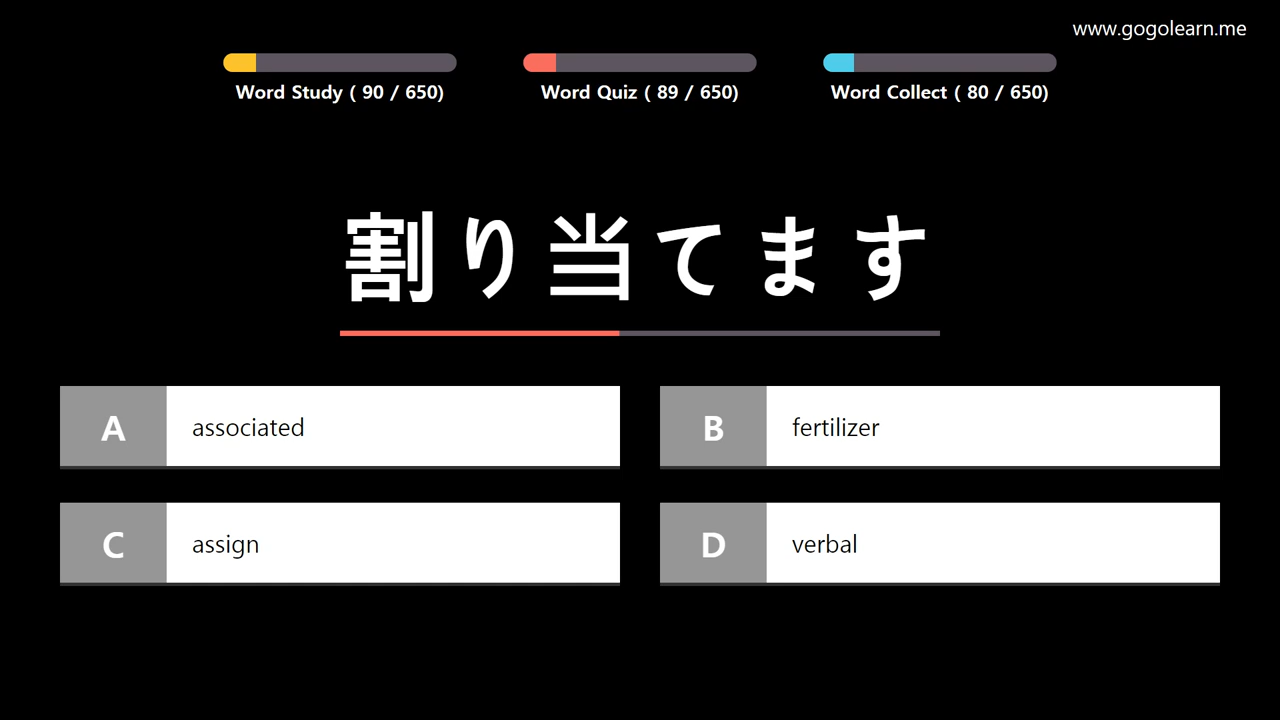 www.gogolearn.me
Word Study ( 90 / 650)
Word Quiz ( 89 / 650)
Word Collect ( 80 / 650)
割り当てます
A associated
B fertilizer
C assign
D verbal